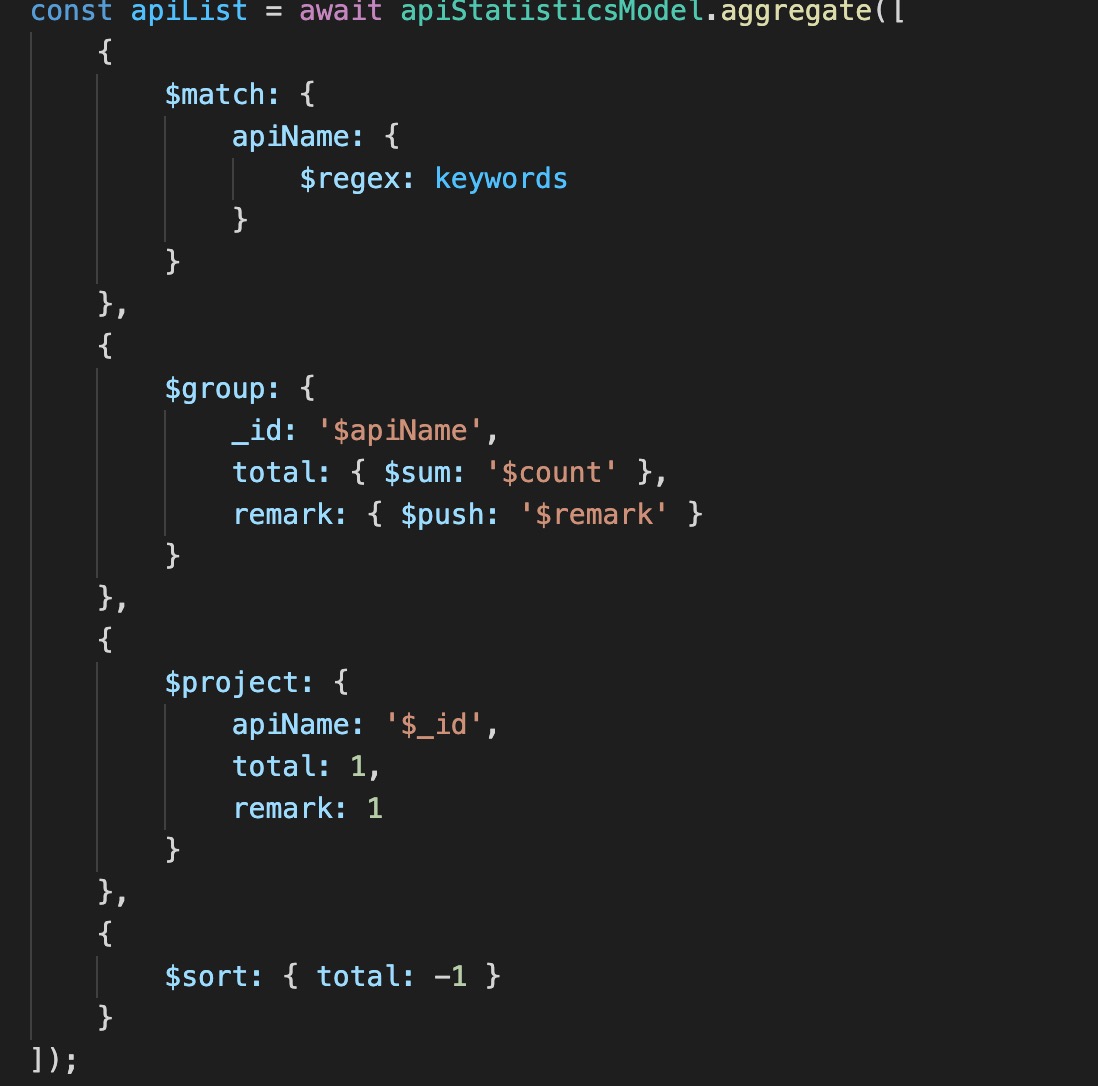 const apiList = await apiStatisticsModel.aggregate([
    {
        $match: {
            apiName: {
                $regex: keywords
            }
        }
    },
    {
        $group: {
            _id: '$apiName',
            total: { $sum: '$count' },
            remark: { $push: '$remark' }
        }
    },
    {
        $project: {
            apiName: '$_id',
            total: 1,
            remark: 1
        }
    },
    {
        $sort: { total: -1 }
    }
]);